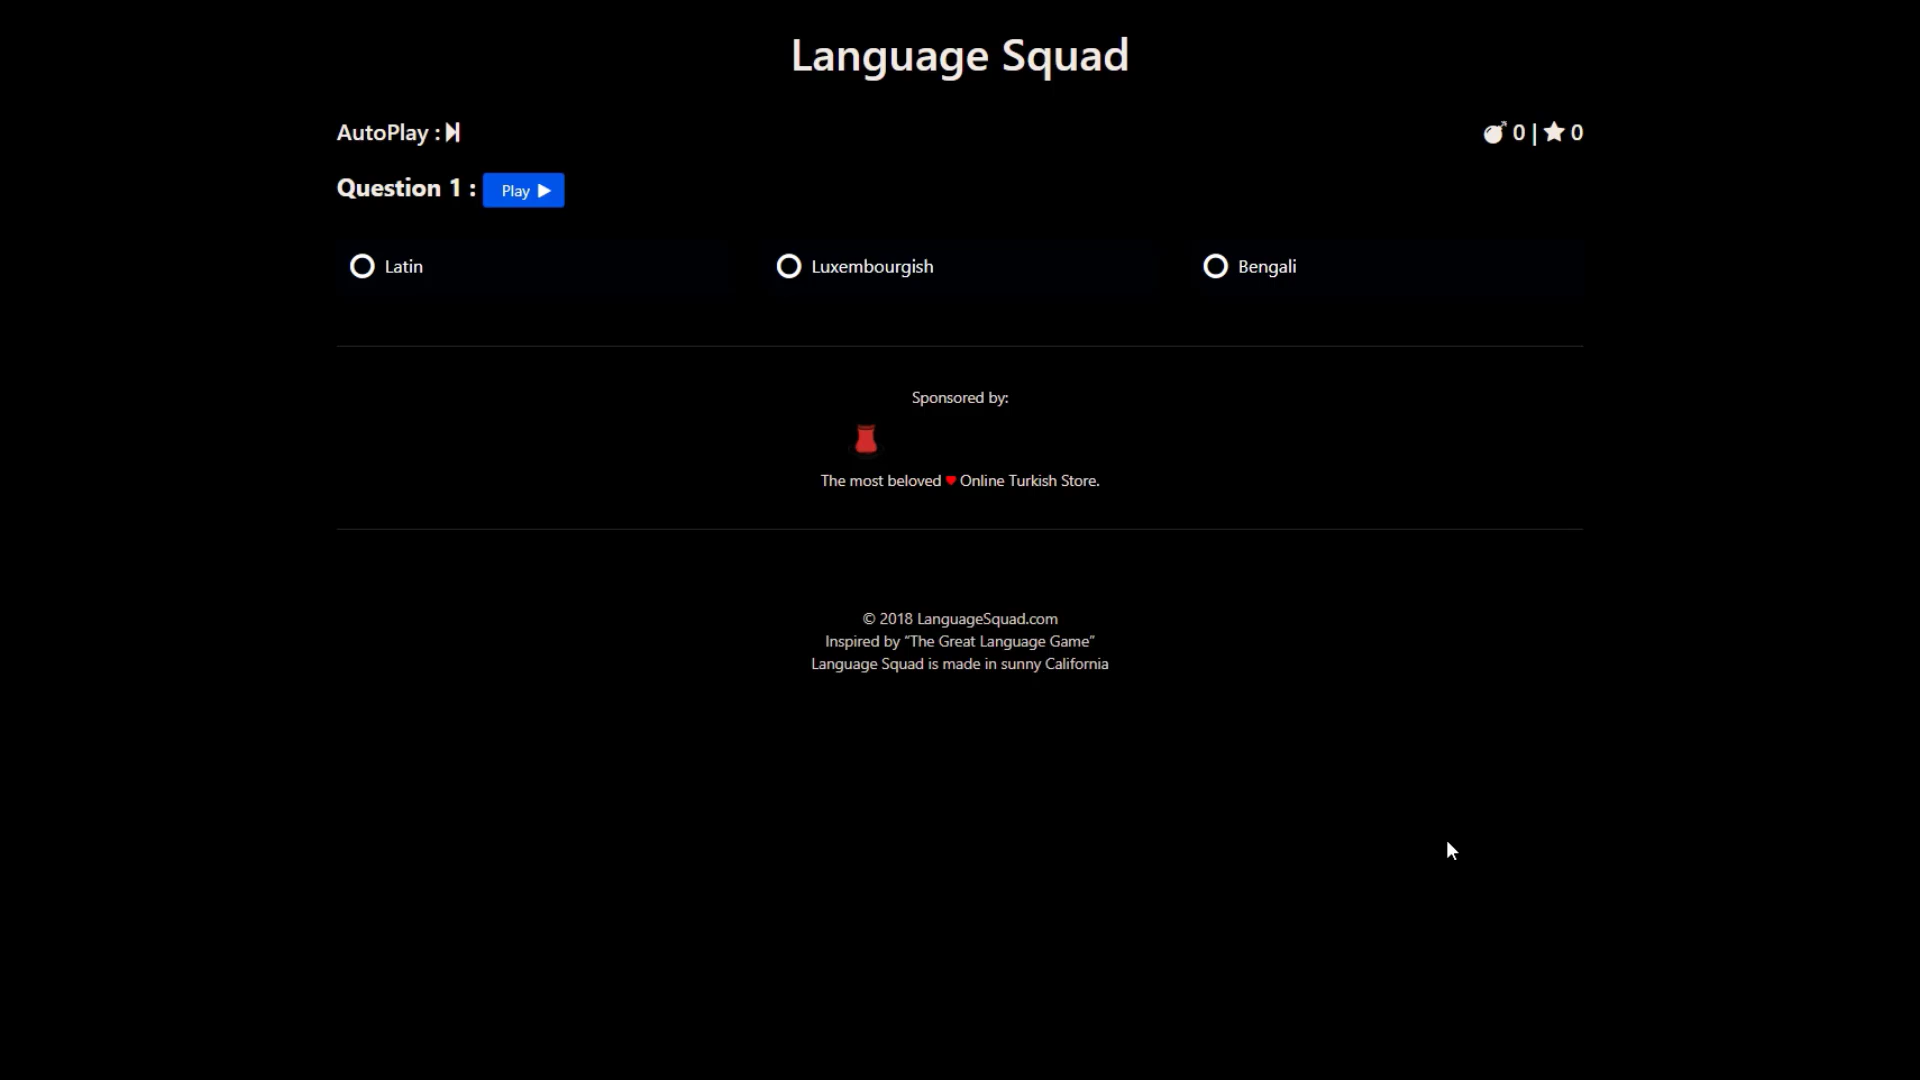 Language Squad
AutoPlay :
0 | 0
Question 1 : Play
Latin
Luxembourgish
Bengali
Sponsored by:
The most beloved Online Turkish Store.
© 2018 LanguageSquad.com
Inspired by “The Great Language Game”
Language Squad is made in sunny California